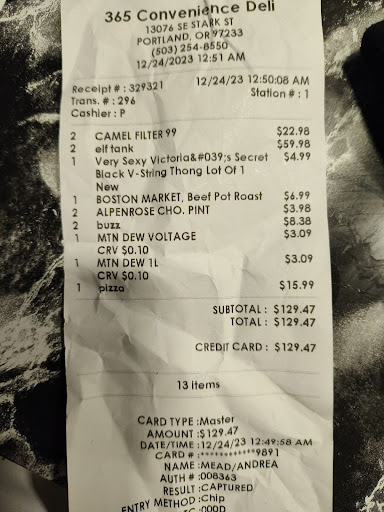 365 Convenience Deli
13076 SE STARK ST
PORTLAND, OR 97233
(503) 254-8550
12/24/2023 12:51 AM
Receipt # : 329321 12/24/23 12:50:08 AM
Trans. # : 296 Station # : 1
Cashier : P
2 CAMEL FILTER 99 $22.98
2 elf tank $59.98
1 Very Sexy Victoria&#039;s Secret $4.99
Black V-String Thong Lot Of 1
New
1 BOSTON MARKET, Beef Pot Roast $6.99
2 ALPENROSE CHO. PINT $3.98
2 buzz $8.38
1 MTN DEW VOLTAGE $3.09
CRV $0.10
1 MTN DEW 1L $3.09
CRV $0.10
1 pizza $15.99
SUBTOTAL : $129.47
TOTAL : $129.47
CREDIT CARD : $129.47
13 items
CARD TYPE :Master
AMOUNT :$129.47
DATE/TIME :12/24/23 12:49:58 AM
CARD # :************9891
NAME :MEAD/ANDREA
AUTH # :008363
RESULT :CAPTURED
ENTRY METHOD :Chip
:000D